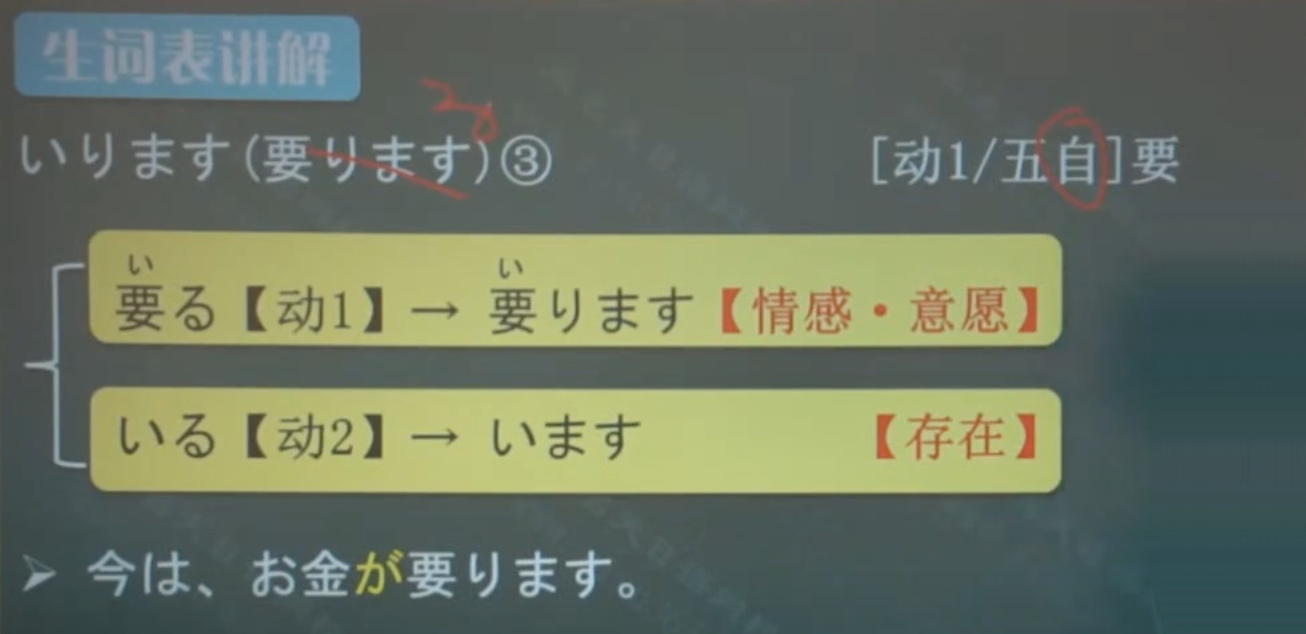 生词表讲解
いります(要ります)③ [动1/五自]要
要る【动1】→ 要ります【情感・意愿】
いる【动2】→ います 【存在】
➢ 今は、お金が要ります。